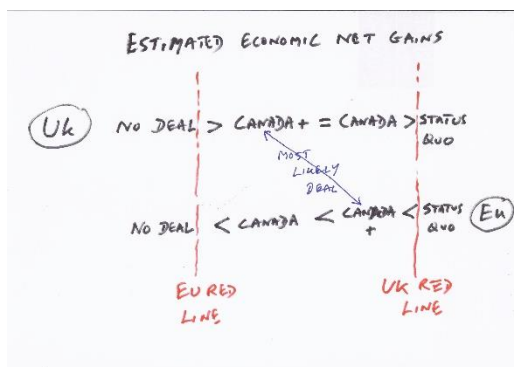 ESTIMATED ECONOMIC NET GAINS
UK NO DEAL > CANADA + = CANADA > STATUS
QUO
MOST
LIKELY
DEAL
NO DEAL < CANADA < CANADA < STATUS EU
+ QUO
EU RED UK RED
LINE LINE